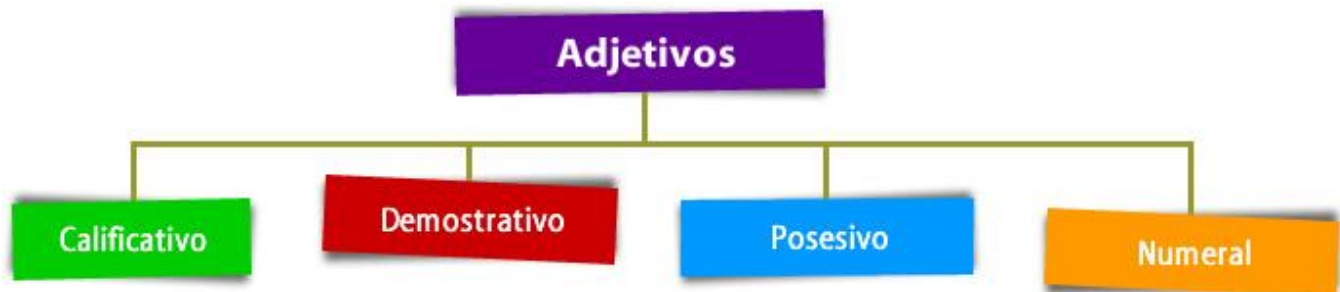 Adjetivos
Calificativo
Demostrativo
Posesivo
Numeral